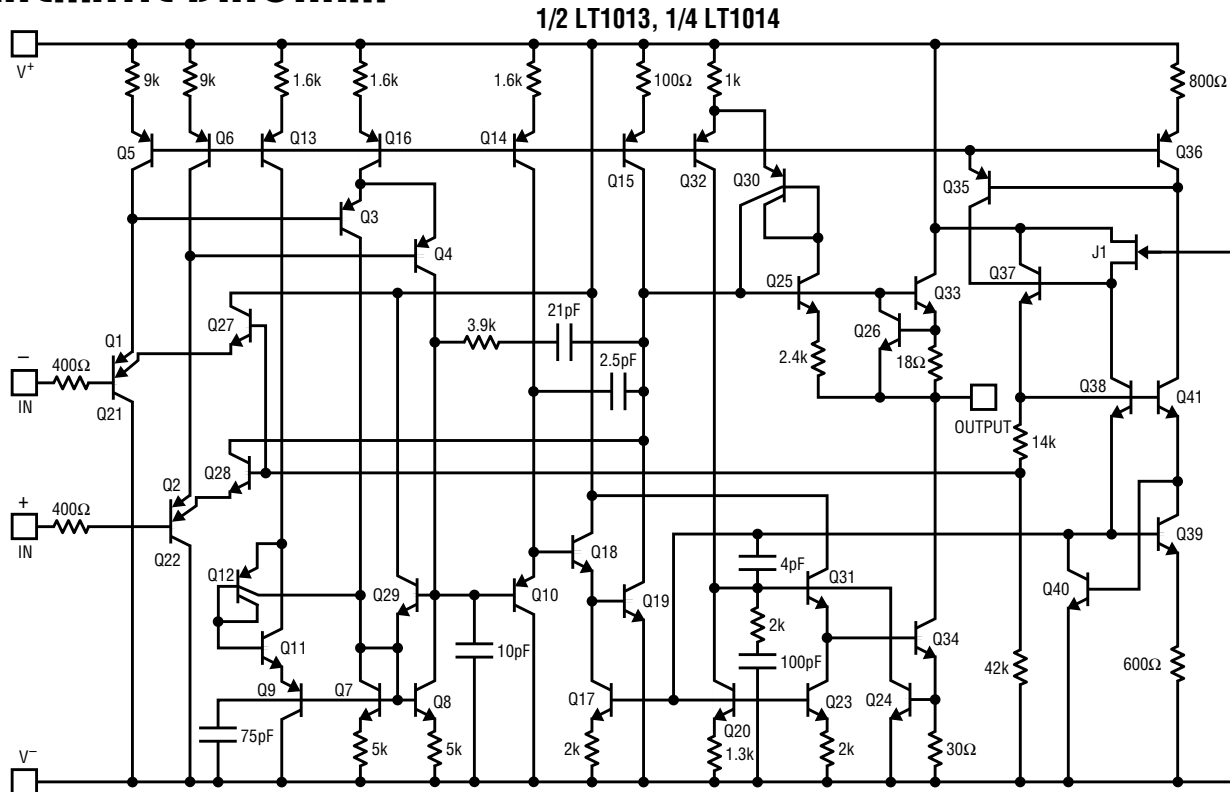 1/2 LT1013, 1/4 LT1014
V+
9k
9k
1.6k
1.6k
1.6k
100Ω
1k
800Ω
Q5
Q6
Q13
Q16
Q14
Q15
Q32
Q30
Q35
Q36
Q3
Q4
J1
Q27
Q25
Q33
Q37
Q1
3.9k
21pF
Q26
–
400Ω
IN
Q21
2.5pF
2.4k
18Ω
Q38
Q41
OUTPUT
14k
Q28
Q2
+
400Ω
IN
Q22
Q18
Q39
4pF
Q31
Q12
Q29
Q10
Q19
Q40
2k
Q11
Q34
10pF
100pF
42k
600Ω
Q9
Q7
Q8
Q17
Q20
Q23
Q24
75pF
5k
5k
2k
1.3k
2k
30Ω
V–